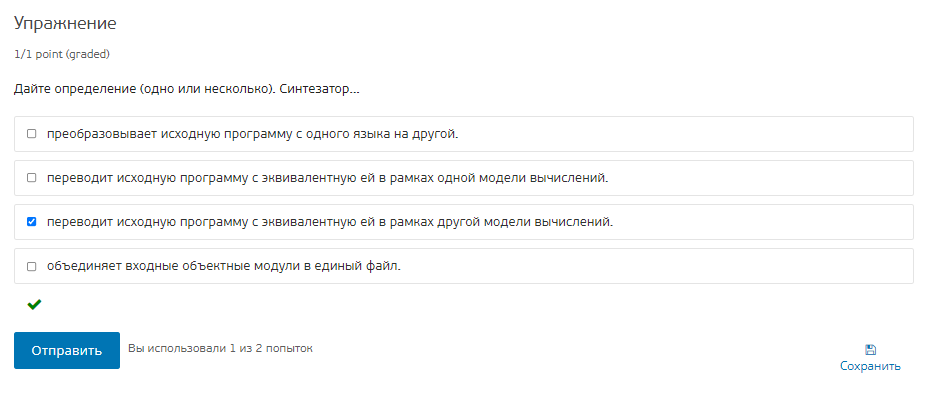 Упражнение
1/1 point (graded)
Дайте определение (одно или несколько). Синтезатор...
преобразовывает исходную программу с одного языка на другой.
переводит исходную программу с эквивалентную ей в рамках одной модели вычислений.
переводит исходную программу с эквивалентную ей в рамках другой модели вычислений.
объединяет входные объектные модули в единый файл.
Отправить
Вы использовали 1 из 2 попыток
Сохранить